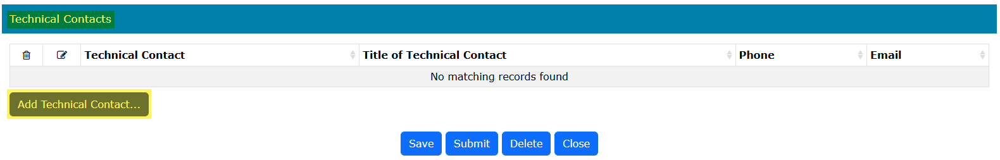 Technical Contacts
Technical Contact Title of Technical Contact Phone Email
No matching records found
Add Technical Contact...
Save Submit Delete Close